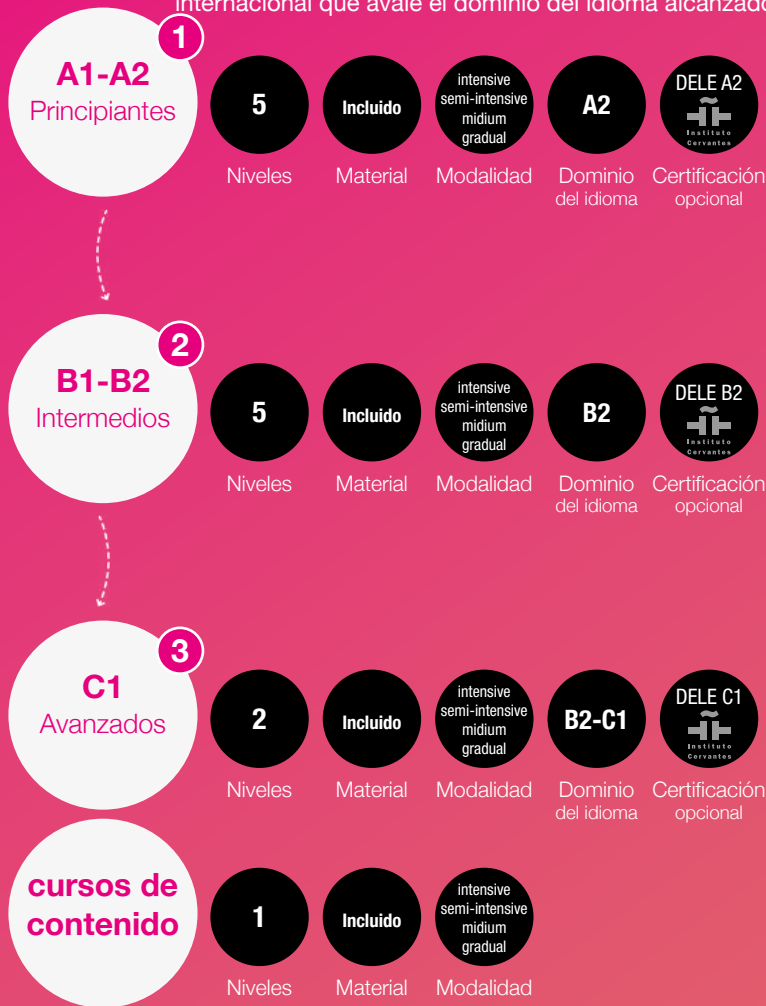 internacional que avale el dominio del idioma alcanzado
1
A1-A2
Principiantes
5
Niveles
Incluido
Material
intensive
semi-intensive
midium
gradual
Modalidad
A2
Dominio
del idioma
DELE A2
Instituto
Cervantes
Certificación
opcional
2
B1-B2
Intermedios
5
Niveles
Incluido
Material
intensive
semi-intensive
midium
gradual
Modalidad
B2
Dominio
del idioma
DELE B2
Instituto
Cervantes
Certificación
opcional
3
C1
Avanzados
2
Niveles
Incluido
Material
intensive
semi-intensive
midium
gradual
Modalidad
B2-C1
Dominio
del idioma
DELE C1
Instituto
Cervantes
Certificación
opcional
cursos de
contenido
1
Niveles
Incluido
Material
intensive
semi-intensive
midium
gradual
Modalidad